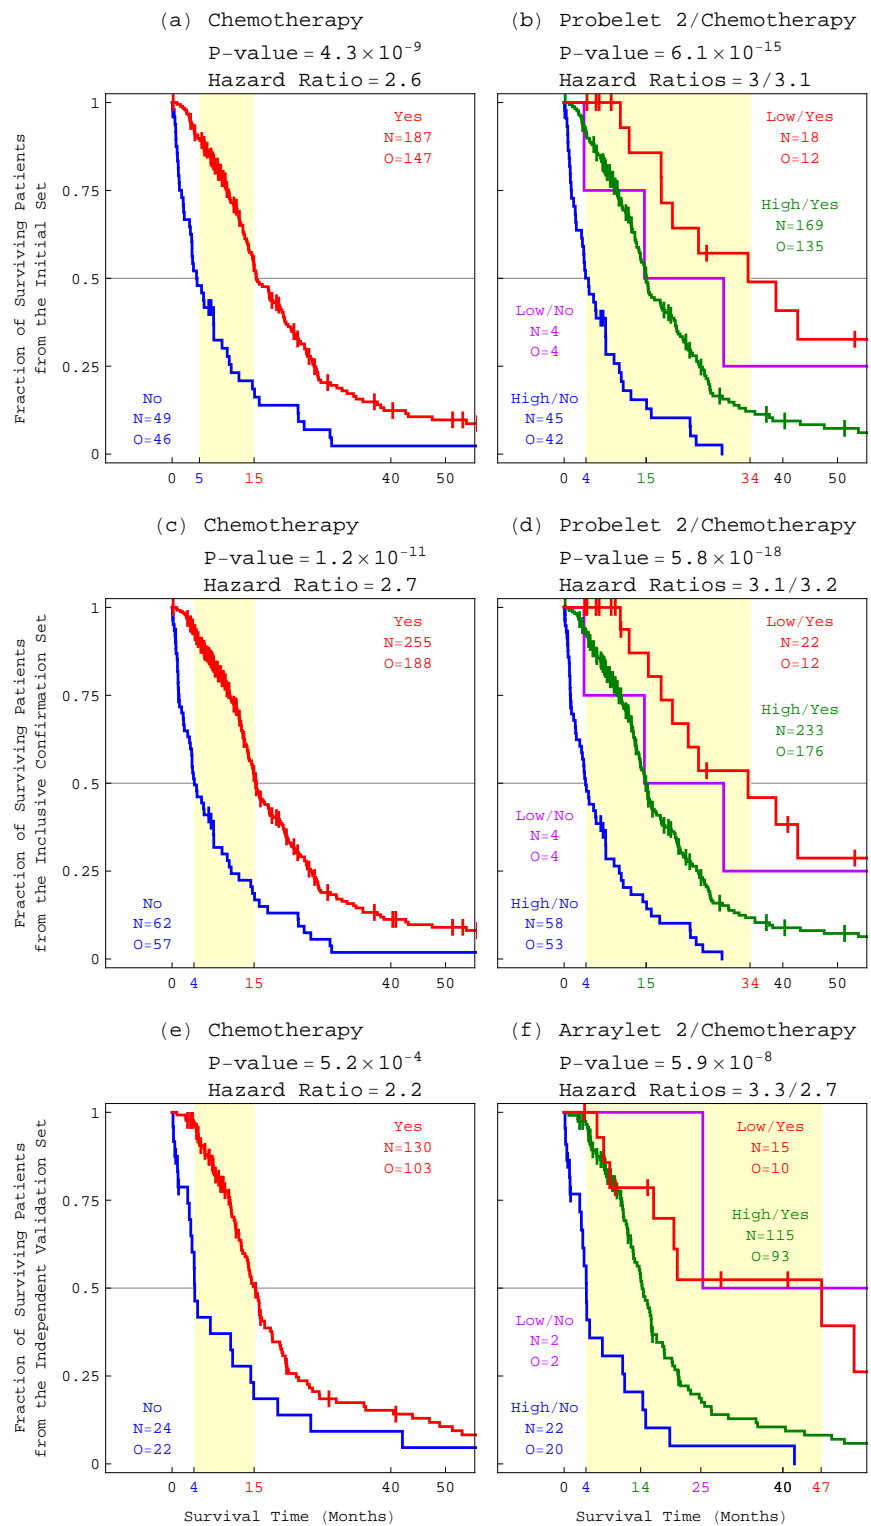 (a) Chemotherapy
P-value = 4.3×10⁻⁹
Hazard Ratio = 2.6
Fraction of Surviving Patients
from the Initial Set
1
0.75
0.5
0.25
0
Yes
N=187
O=147
No
N=49
O=46
0 5 15 40 50
(b) Probelet 2/Chemotherapy
P-value = 6.1×10⁻¹⁵
Hazard Ratios = 3/3.1
Low/Yes
N=18
O=12
High/Yes
N=169
O=135
Low/No
N=4
O=4
High/No
N=45
O=42
0 4 15 34 40 50
(c) Chemotherapy
P-value = 1.2×10⁻¹¹
Hazard Ratio = 2.7
Fraction of Surviving Patients
from the Inclusive Confirmation Set
1
0.75
0.5
0.25
0
Yes
N=255
O=188
No
N=62
O=57
0 4 15 40 50
(d) Probelet 2/Chemotherapy
P-value = 5.8×10⁻¹⁸
Hazard Ratios = 3.1/3.2
Low/Yes
N=22
O=12
High/Yes
N=233
O=176
Low/No
N=4
O=4
High/No
N=58
O=53
0 4 15 34 40 50
(e) Chemotherapy
P-value = 5.2×10⁻⁴
Hazard Ratio = 2.2
Fraction of Surviving Patients
from the Independent Validation Set
1
0.75
0.5
0.25
0
Yes
N=130
O=103
No
N=24
O=22
0 4 15 40 50
Survival Time (Months)
(f) Arraylet 2/Chemotherapy
P-value = 5.9×10⁻⁸
Hazard Ratios = 3.3/2.7
Low/Yes
N=15
O=10
High/Yes
N=115
O=93
Low/No
N=2
O=2
High/No
N=22
O=20
0 4 14 25 40 47
Survival Time (Months)